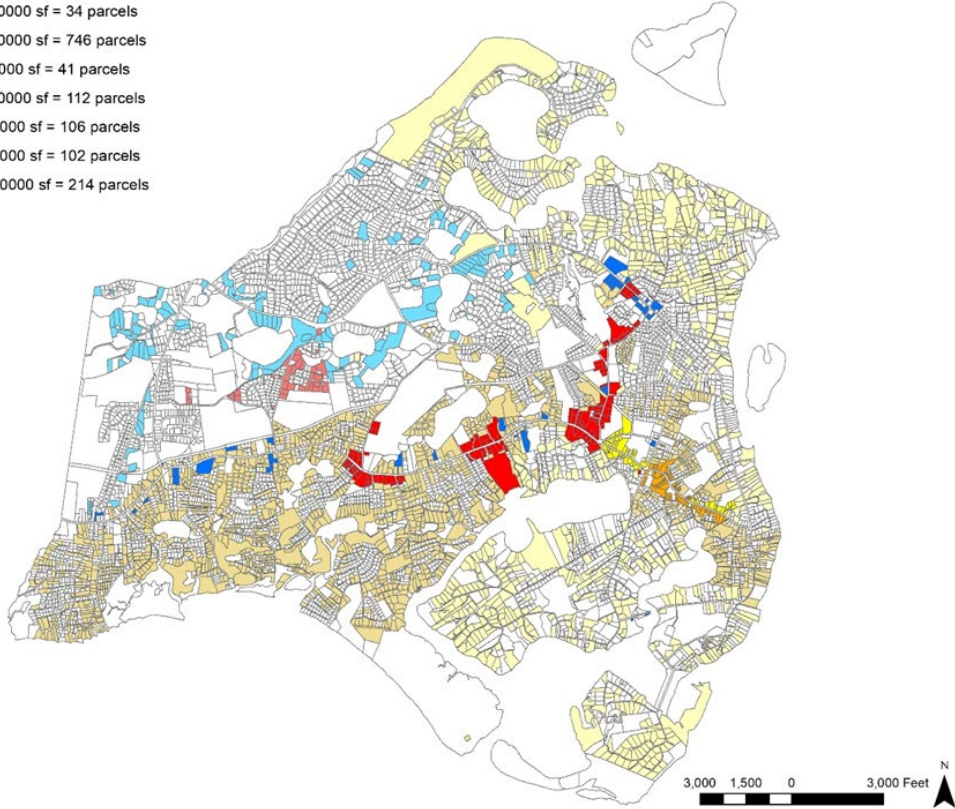 0000 sf = 34 parcels
0000 sf = 746 parcels
000 sf = 41 parcels
0000 sf = 112 parcels
000 sf = 106 parcels
000 sf = 102 parcels
0000 sf = 214 parcels
N
3,000 1,500 0 3,000 Feet